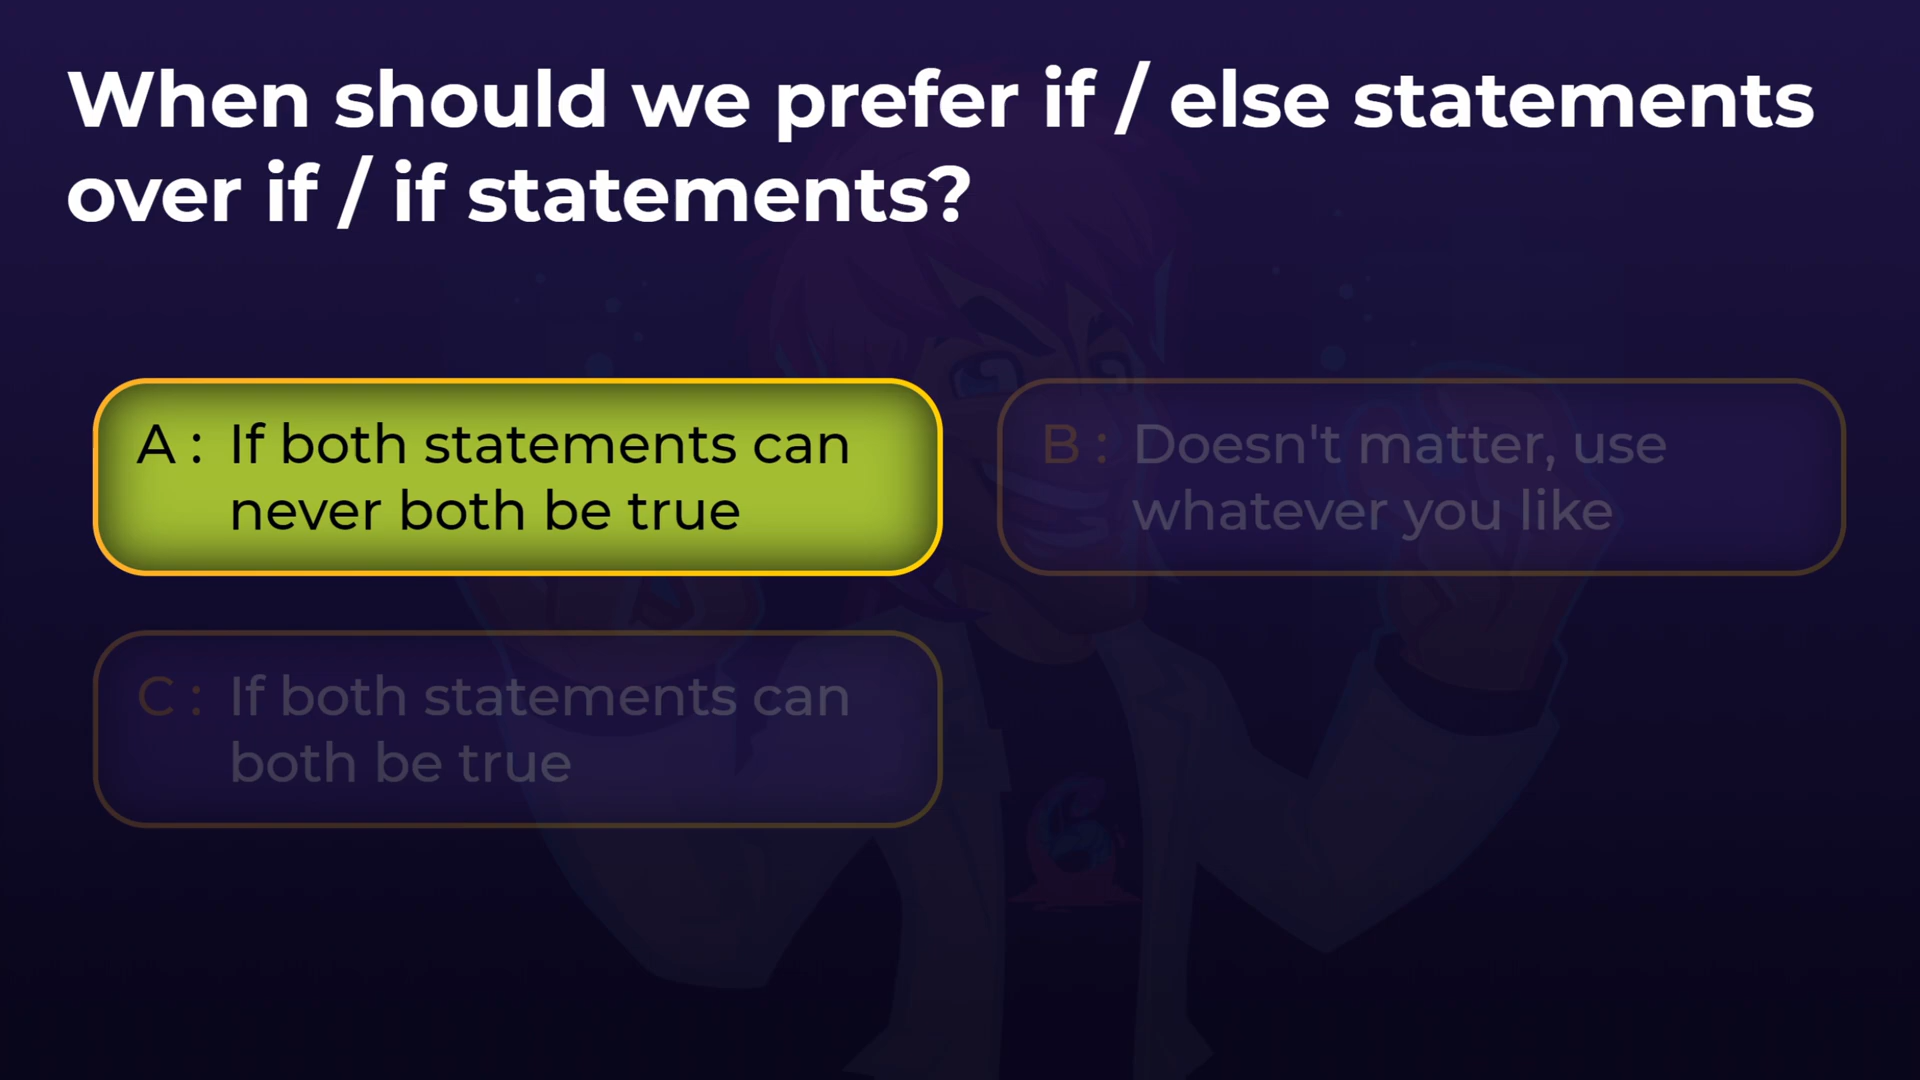 When should we prefer if / else statements
over if / if statements?
A : If both statements can
never both be true
B : Doesn't matter, use
whatever you like
C : If both statements can
both be true